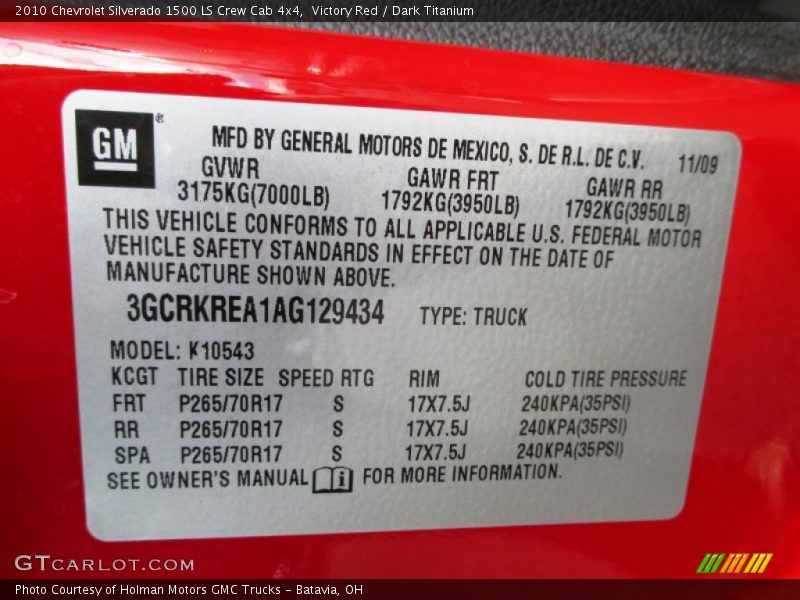 2010 Chevrolet Silverado 1500 LS Crew Cab 4x4, Victory Red / Dark Titanium
GM ®
MFD BY GENERAL MOTORS DE MEXICO, S. DE R.L. DE C.V. 11/09
GVWR GAWR FRT GAWR RR
3175KG(7000LB) 1792KG(3950LB) 1792KG(3950LB)
THIS VEHICLE CONFORMS TO ALL APPLICABLE U.S. FEDERAL MOTOR
VEHICLE SAFETY STANDARDS IN EFFECT ON THE DATE OF
MANUFACTURE SHOWN ABOVE.
3GCRKREA1AG129434 TYPE: TRUCK
MODEL: K10543
KCGT TIRE SIZE SPEED RTG RIM COLD TIRE PRESSURE
FRT P265/70R17 S 17X7.5J 240KPA(35PSI)
RR P265/70R17 S 17X7.5J 240KPA(35PSI)
SPA P265/70R17 S 17X7.5J 240KPA(35PSI)
SEE OWNER'S MANUAL i FOR MORE INFORMATION.
GTCARLOT.COM
Photo Courtesy of Holman Motors GMC Trucks - Batavia, OH